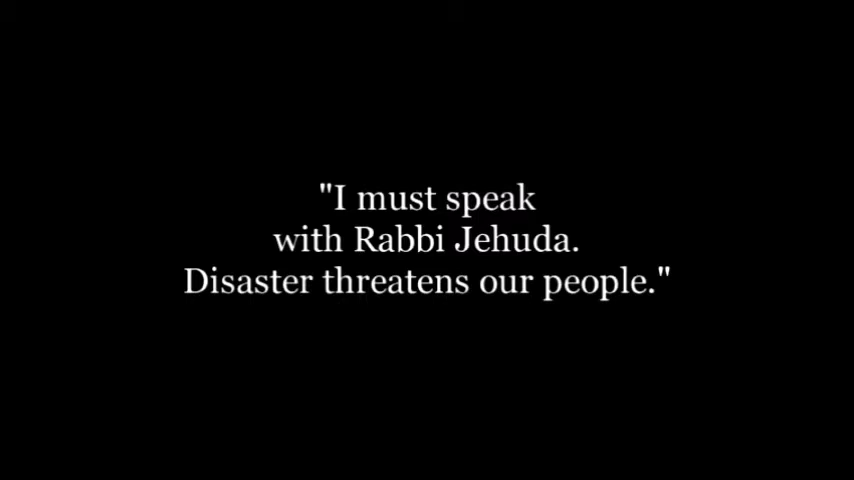 "I must speak
with Rabbi Jehuda.
Disaster threatens our people."